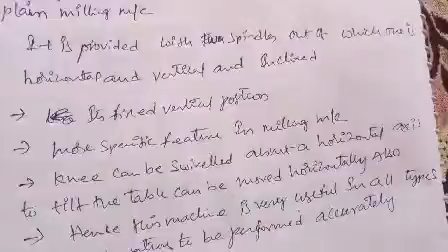 plain milling m/c
It is provided with two spindles out of which one is
horizontal and vertical and Inclined
→ Its fixed vertical position
→ more specific feature In milling m/c
→ Knee can be swivelled about a horizontal axis
to tilt the table can be moved horizontally also
→ Hence this machine is very useful in all types
to be performed accurately